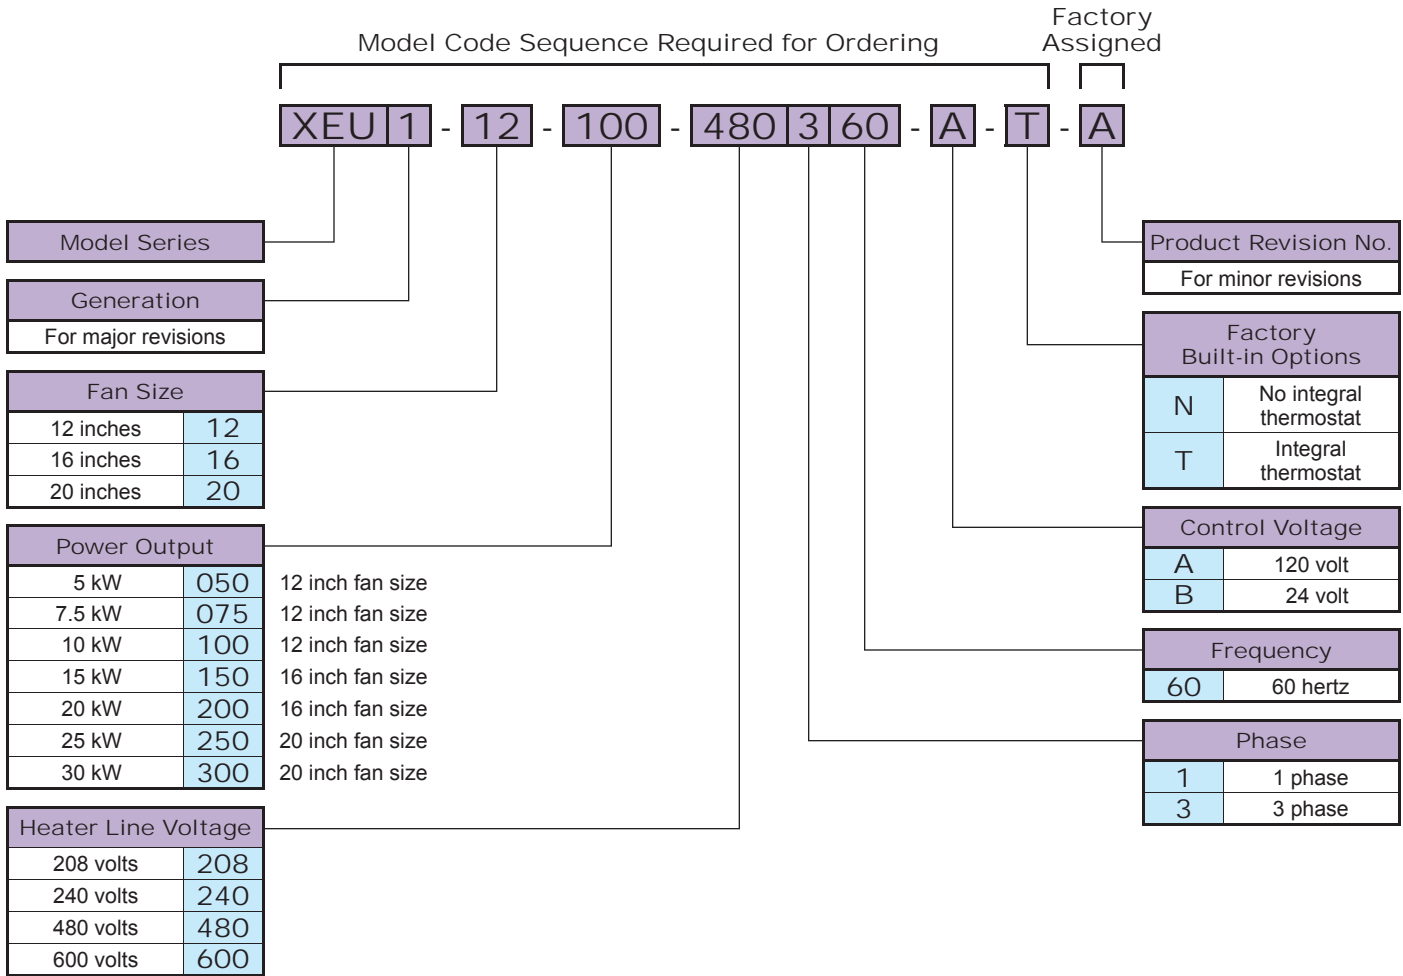 Factory
Assigned
Model Code Sequence Required for Ordering
XEU 1 - 12 - 100 - 480 3 60 - A - T - A
Model Series
Generation
For major revisions
Fan Size
12 inches 12
16 inches 16
20 inches 20
Power Output
5 kW 050 12 inch fan size
7.5 kW 075 12 inch fan size
10 kW 100 12 inch fan size
15 kW 150 16 inch fan size
20 kW 200 16 inch fan size
25 kW 250 20 inch fan size
30 kW 300 20 inch fan size
Heater Line Voltage
208 volts 208
240 volts 240
480 volts 480
600 volts 600
Product Revision No.
For minor revisions
Factory
Built-in Options
N No integral
thermostat
T Integral
thermostat
Control Voltage
A 120 volt
B 24 volt
Frequency
60 60 hertz
Phase
1 1 phase
3 3 phase